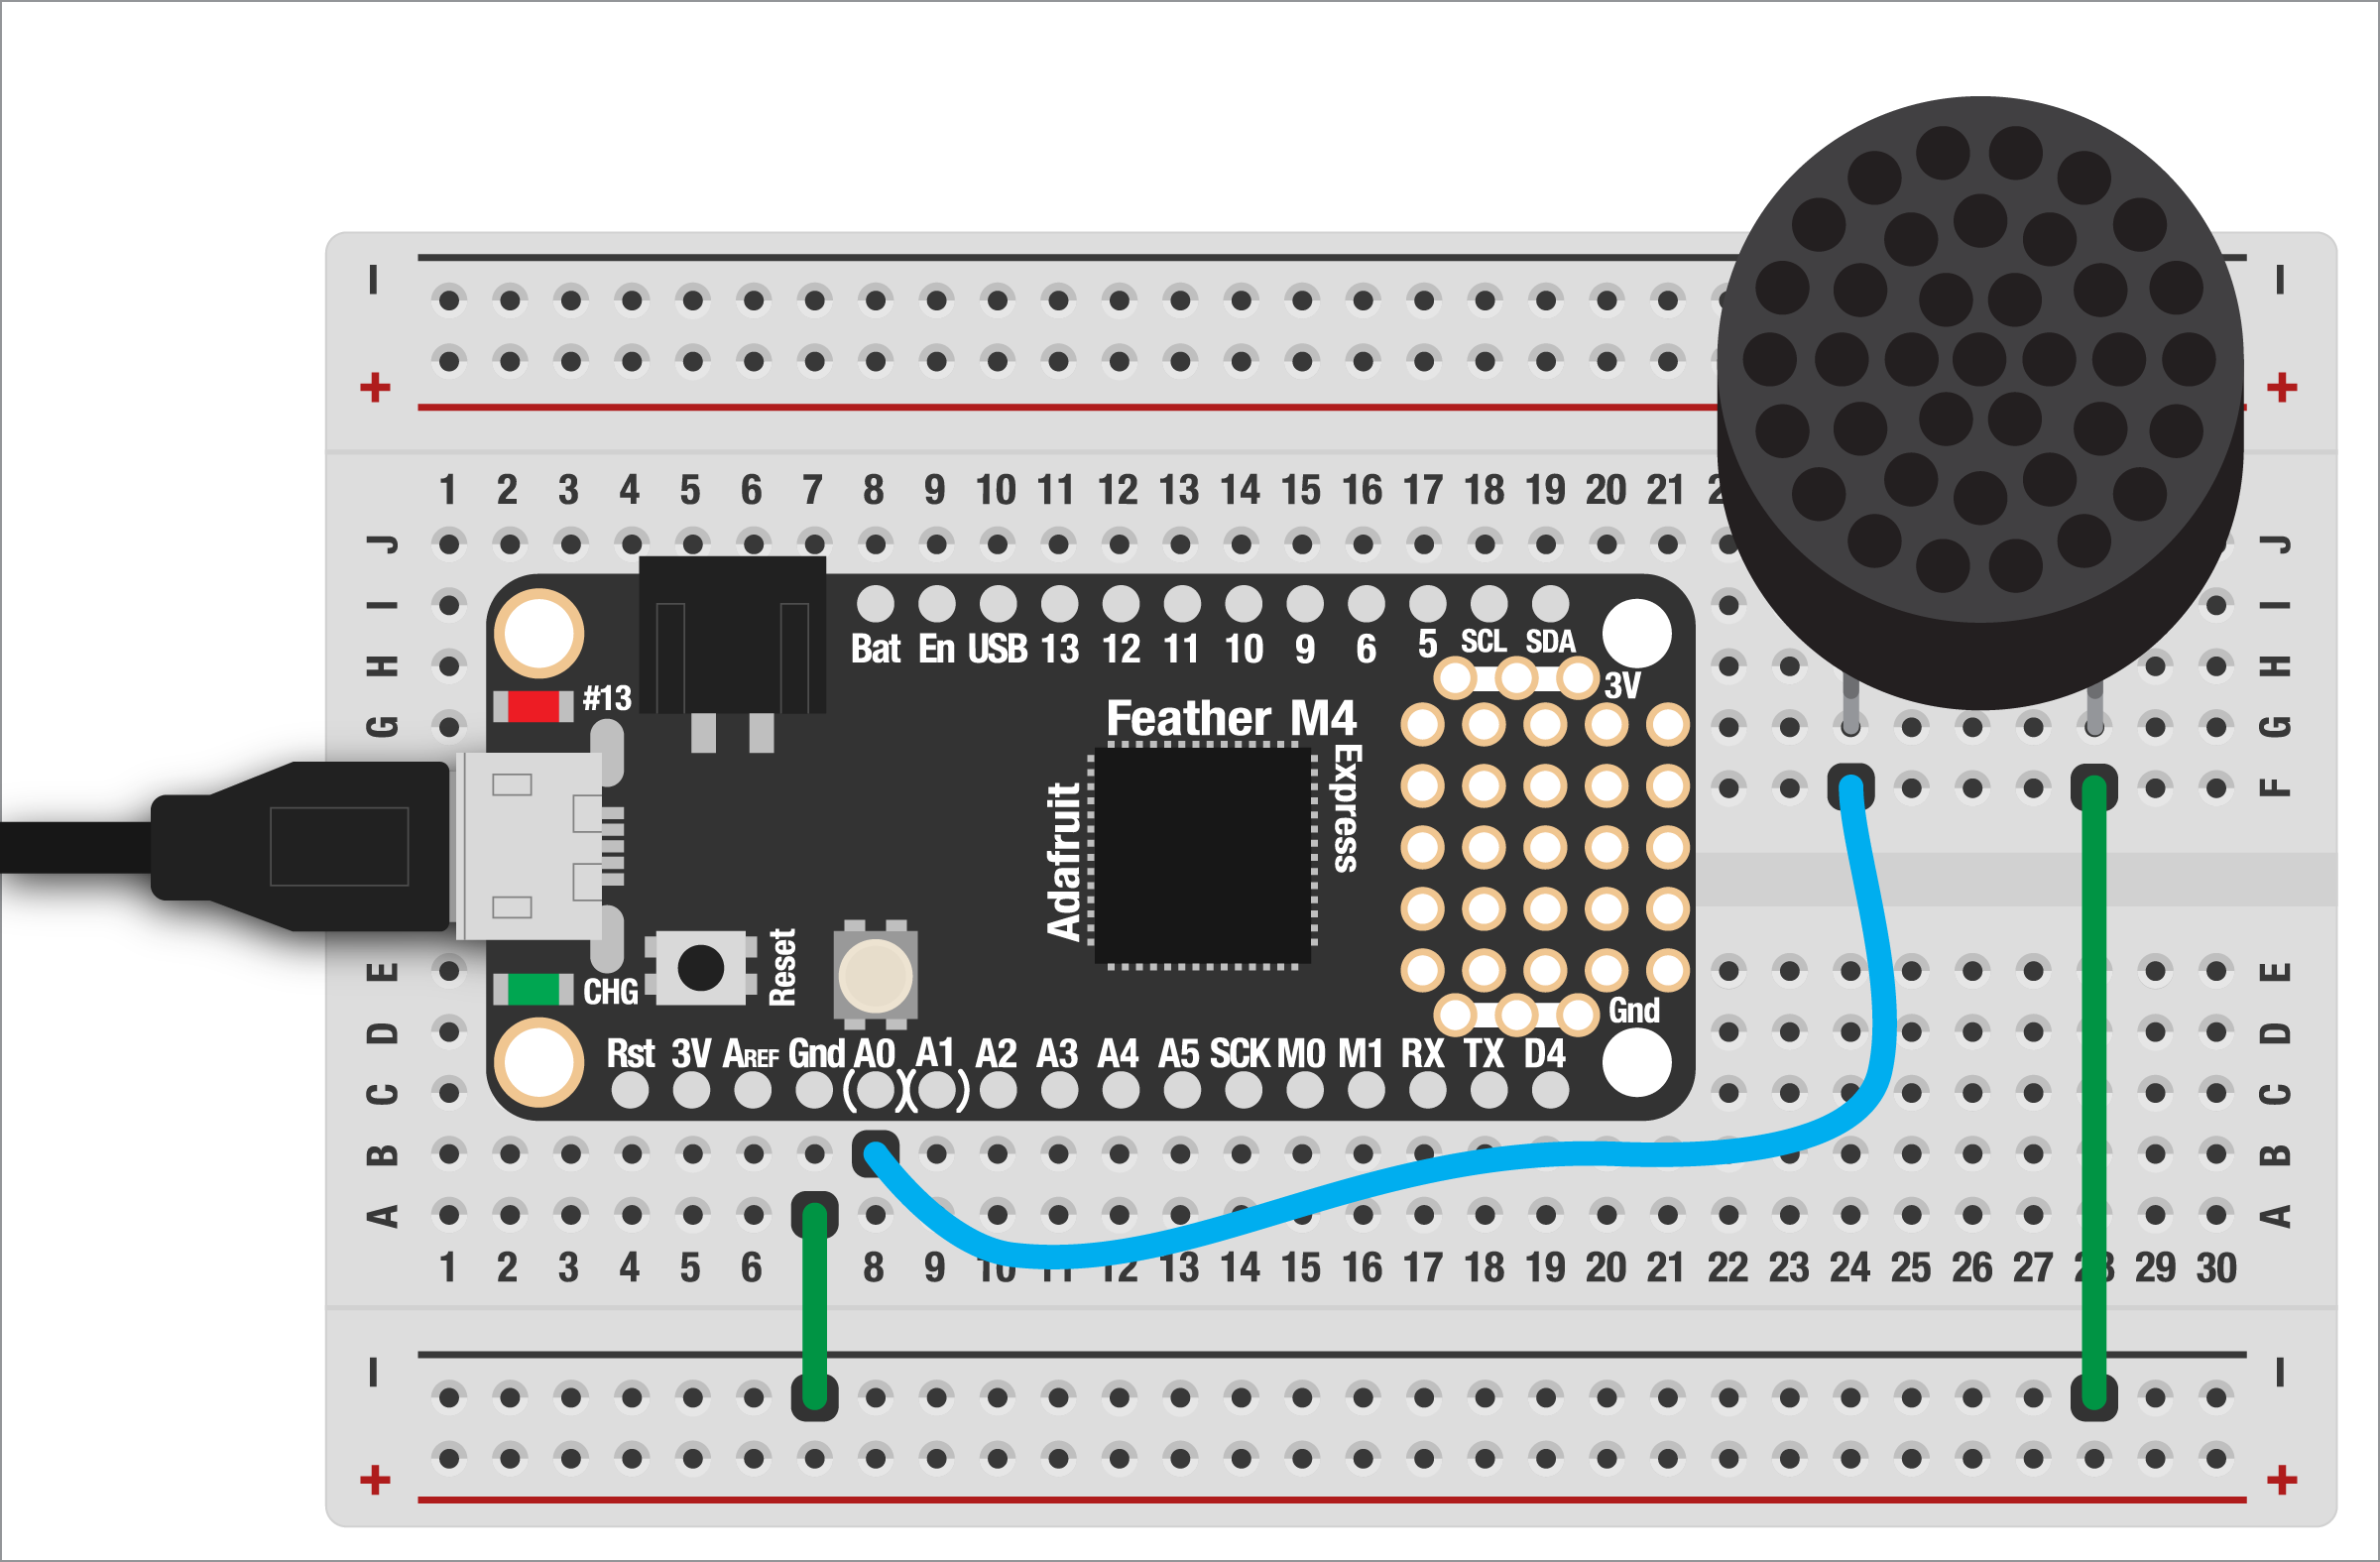 – –
+ +
1 2 3 4 5 6 7 8 9 10 11 12 13 14 15 16 17 18 19 20 21
J J
I I
Bat En USB 13 12 11 10 9 6 5 SCL SDA
H H
3V
#13
G G
Feather M4
Express
Adafruit
F F
Reset
E E
CHG
Gnd
D D
Rst 3V AREF Gnd A0 A1 A2 A3 A4 A5 SCK M0 M1 RX TX D4
C C
B B
A A
1 2 3 4 5 6 8 9 10 11 12 13 14 15 16 17 18 19 20 21 22 23 24 25 26 27 28 29 30
– –
+ +